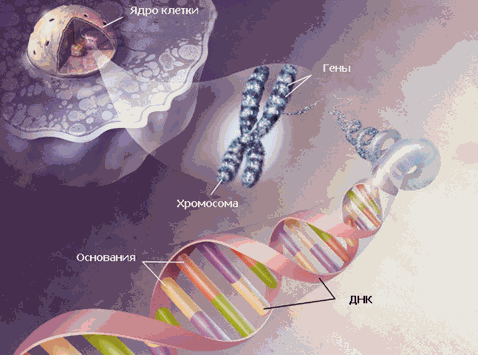 Ядро клетки
Гены
Хромосома
Основания
ДНК